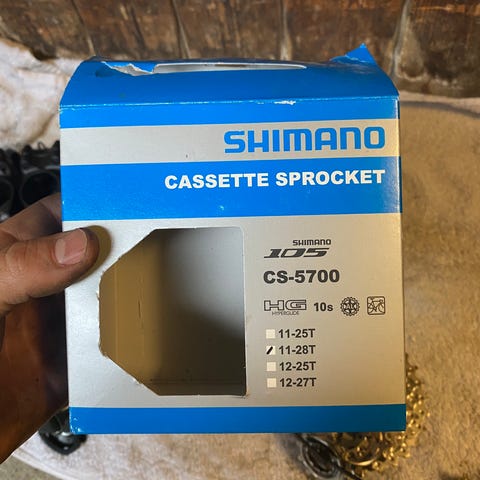 SHIMANO
CASSETTE SPROCKET
SHIMANO
105
CS-5700
HG 10s
HYPERGLIDE
11-25T
11-28T
12-25T
12-27T